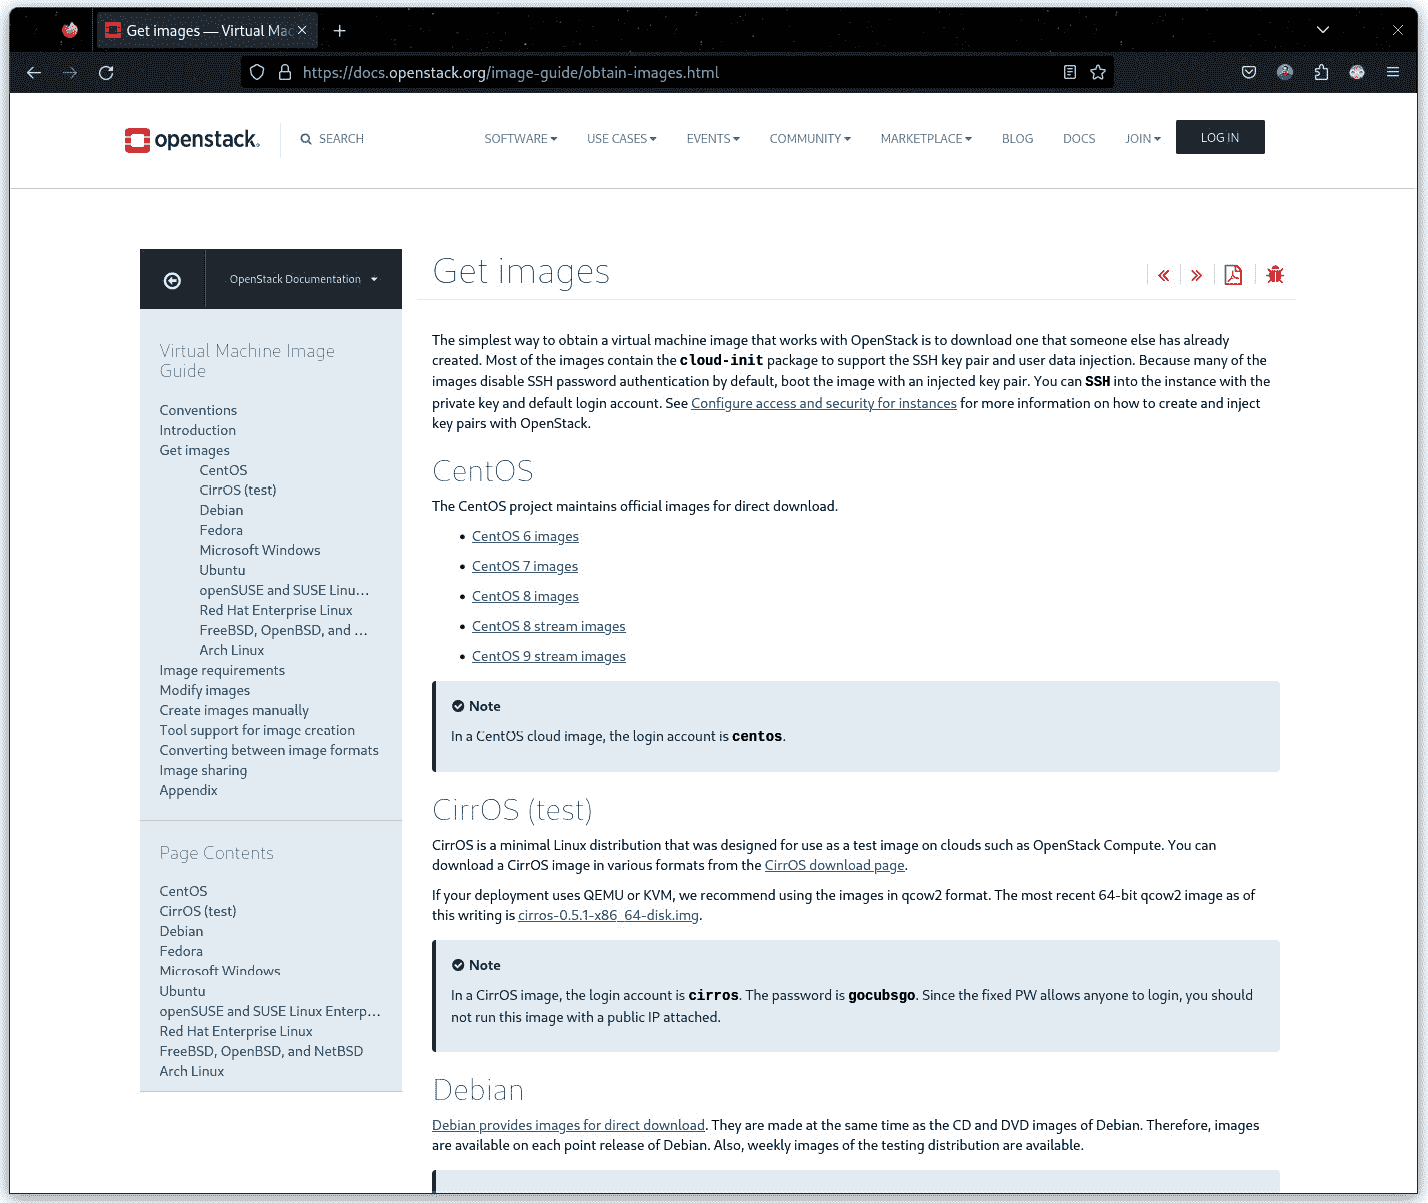 Get images — Virtual Mac
https://docs.openstack.org/image-guide/obtain-images.html
openstack.
SEARCH
SOFTWARE
USE CASES
EVENTS
COMMUNITY
MARKETPLACE
BLOG
DOCS
JOIN
LOG IN
OpenStack Documentation
Virtual Machine Image
Guide
Conventions
Introduction
Get images
CentOS
CirrOS (test)
Debian
Fedora
Microsoft Windows
Ubuntu
openSUSE and SUSE Linu…
Red Hat Enterprise Linux
FreeBSD, OpenBSD, and …
Arch Linux
Image requirements
Modify images
Create images manually
Tool support for image creation
Converting between image formats
Image sharing
Appendix
Page Contents
CentOS
CirrOS (test)
Debian
Fedora
Microsoft Windows
Ubuntu
openSUSE and SUSE Linux Enterp…
Red Hat Enterprise Linux
FreeBSD, OpenBSD, and NetBSD
Arch Linux
Get images
The simplest way to obtain a virtual machine image that works with OpenStack is to download one that someone else has already
created. Most of the images contain the cloud-init package to support the SSH key pair and user data injection. Because many of the
images disable SSH password authentication by default, boot the image with an injected key pair. You can SSH into the instance with the
private key and default login account. See Configure access and security for instances for more information on how to create and inject
key pairs with OpenStack.
CentOS
The CentOS project maintains official images for direct download.
• CentOS 6 images
• CentOS 7 images
• CentOS 8 images
• CentOS 8 stream images
• CentOS 9 stream images
Note
In a CentOS cloud image, the login account is centos.
CirrOS (test)
CirrOS is a minimal Linux distribution that was designed for use as a test image on clouds such as OpenStack Compute. You can
download a CirrOS image in various formats from the CirrOS download page.
If your deployment uses QEMU or KVM, we recommend using the images in qcow2 format. The most recent 64-bit qcow2 image as of
this writing is cirros-0.5.1-x86_64-disk.img.
Note
In a CirrOS image, the login account is cirros. The password is gocubsgo. Since the fixed PW allows anyone to login, you should
not run this image with a public IP attached.
Debian
Debian provides images for direct download. They are made at the same time as the CD and DVD images of Debian. Therefore, images
are available on each point release of Debian. Also, weekly images of the testing distribution are available.